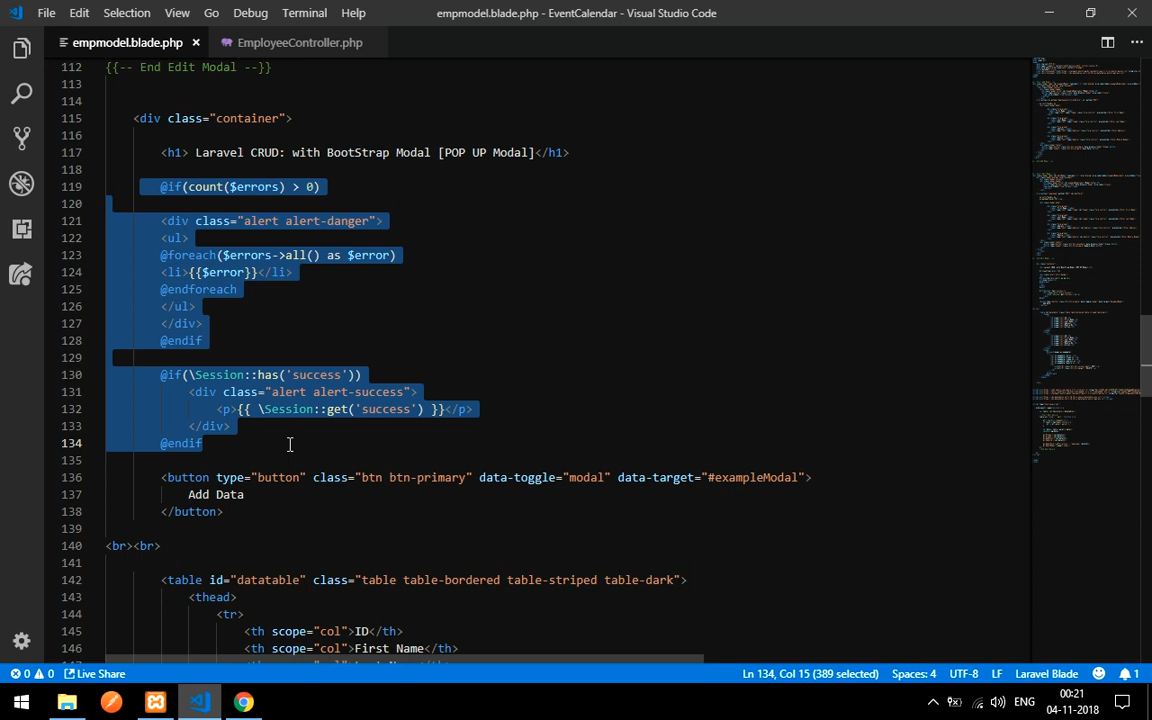 File Edit Selection View Go Debug Terminal Help
empmodel.blade.php - EventCalendar - Visual Studio Code
empmodel.blade.php
EmployeeController.php
112 {{-- End Edit Modal --}}
113
114
115 <div class="container">
116
117 <h1> Laravel CRUD: with BootStrap Modal [POP UP Modal]</h1>
118
119 @if(count($errors) > 0)
120
121 <div class="alert alert-danger">
122 <ul>
123 @foreach($errors->all() as $error)
124 <li>{{$error}}</li>
125 @endforeach
126 </ul>
127 </div>
128 @endif
129
130 @if(\Session::has('success'))
131 <div class="alert alert-success">
132 <p>{{ \Session::get('success') }}</p>
133 </div>
134 @endif
135
136 <button type="button" class="btn btn-primary" data-toggle="modal" data-target="#exampleModal">
137 Add Data
138 </button>
139
140 <br><br>
141
142 <table id="datatable" class="table table-bordered table-striped table-dark">
143 <thead>
144 <tr>
145 <th scope="col">ID</th>
146 <th scope="col">First Name</th>
0 0 Live Share
Ln 134, Col 15 (389 selected) Spaces: 4 UTF-8 LF Laravel Blade 1
ENG
00:21
04-11-2018